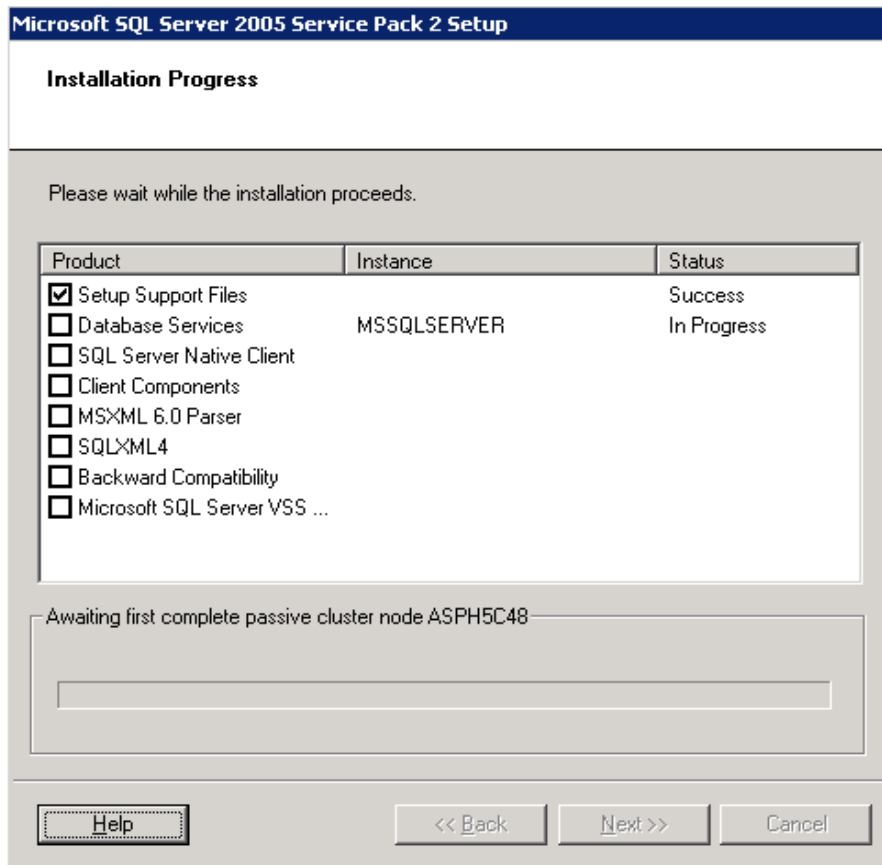 Microsoft SQL Server 2005 Service Pack 2 Setup
Installation Progress
Please wait while the installation proceeds.
Product Instance Status
Setup Support Files Success
Database Services MSSQLSERVER In Progress
SQL Server Native Client
Client Components
MSXML 6.0 Parser
SQLXML4
Backward Compatibility
Microsoft SQL Server VSS ...
Awaiting first complete passive cluster node ASPH5C48
Help << Back Next >> Cancel